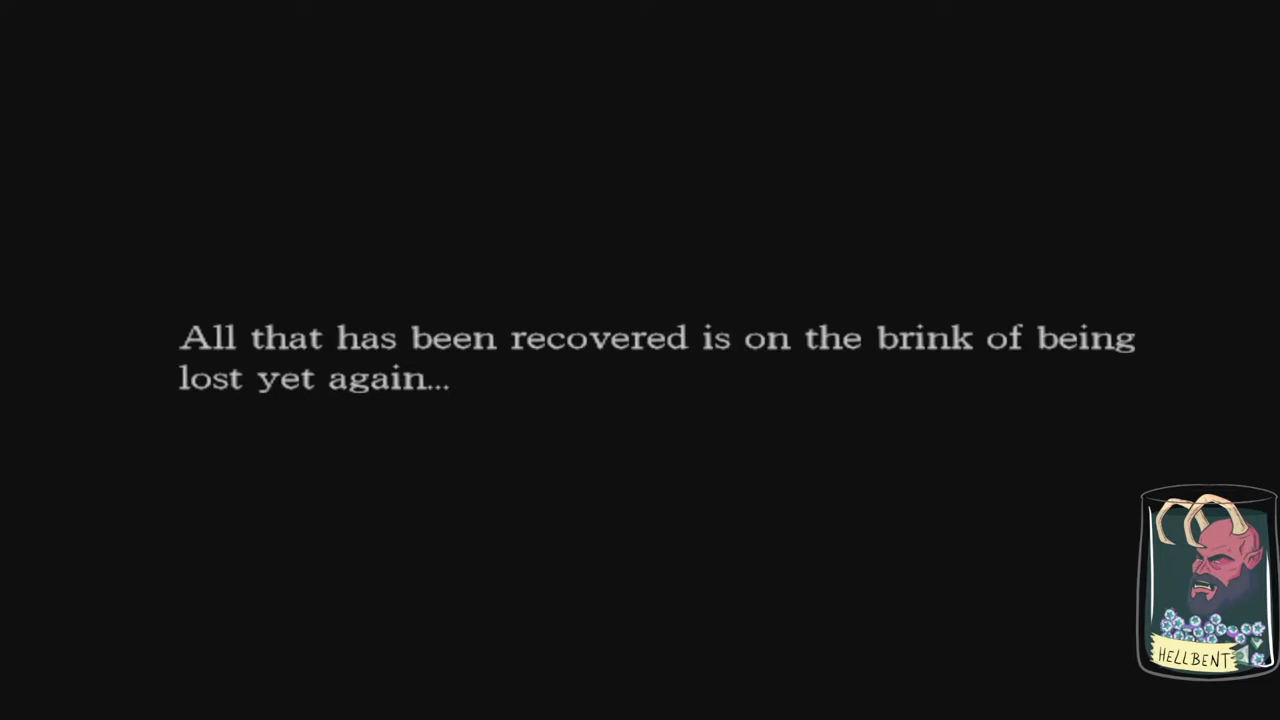 All that has been recovered is on the brink of being
lost yet again...
HELLBENT